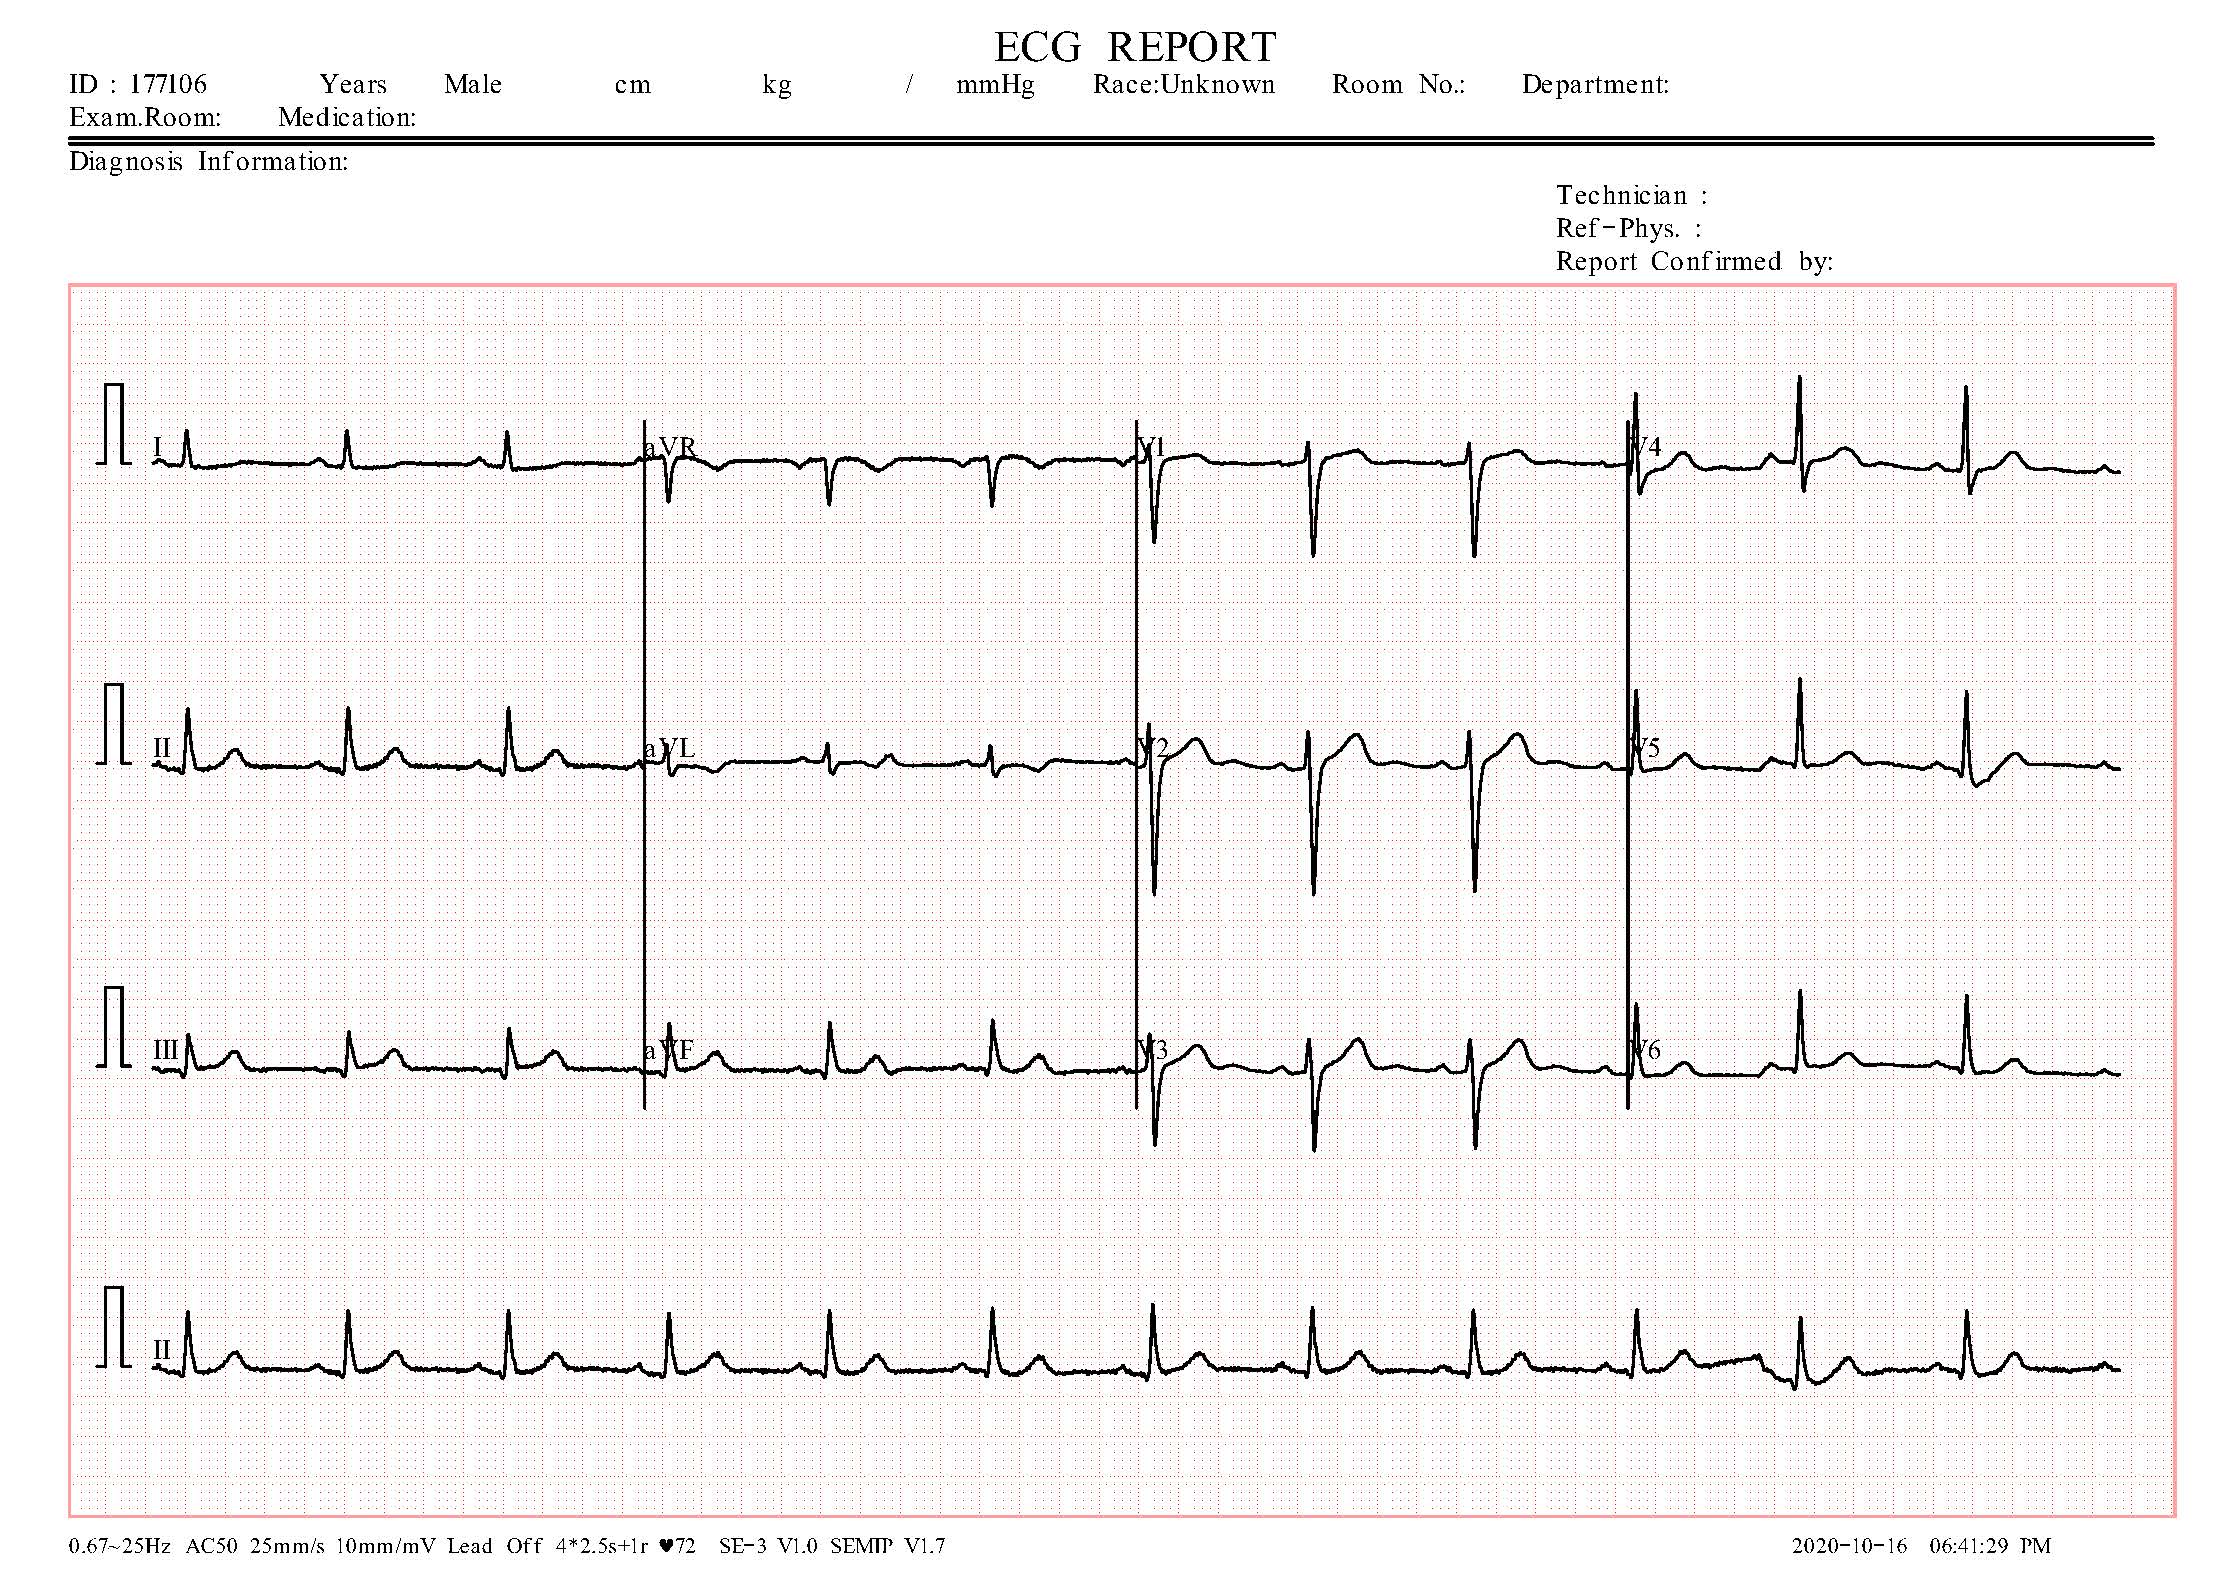 ECG REPORT
ID : 177106 Years Male cm kg / mmHg Race:Unknown Room No.: Department:
Exam.Room: Medication:
Diagnosis Information:
Technician :
Ref-Phys. :
Report Confirmed by:
I aVR V1 V4
II aVL V2 V5
III aVF V3 V6
II
0.67~25Hz AC50 25mm/s 10mm/mV Lead Off 4*2.5s+1r ♥72 SE-3 V1.0 SEMIP V1.7 2020-10-16 06:41:29 PM